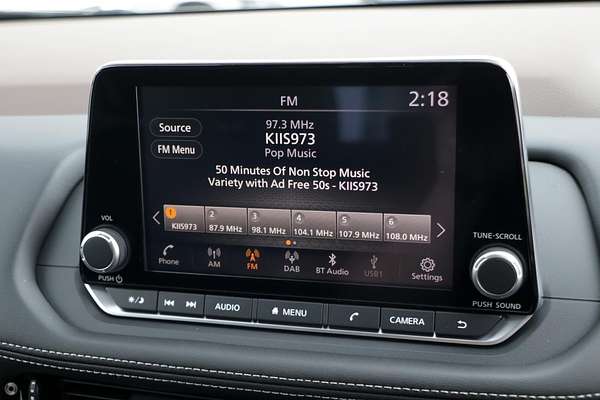 FM
2:18
Source
97.3 MHz
KIIS973
FM Menu
Pop Music
50 Minutes Of Non Stop Music
Variety with Ad Free 50s - KIIS973
1 2 3 4 5 6
KIIS973 87.9 MHz 98.1 MHz 104.1 MHz 107.9 MHz 108.0 MHz
Phone AM FM DAB BT Audio USB1 Settings
VOL
PUSH
TUNE-SCROLL
PUSH SOUND
AUDIO MENU CAMERA